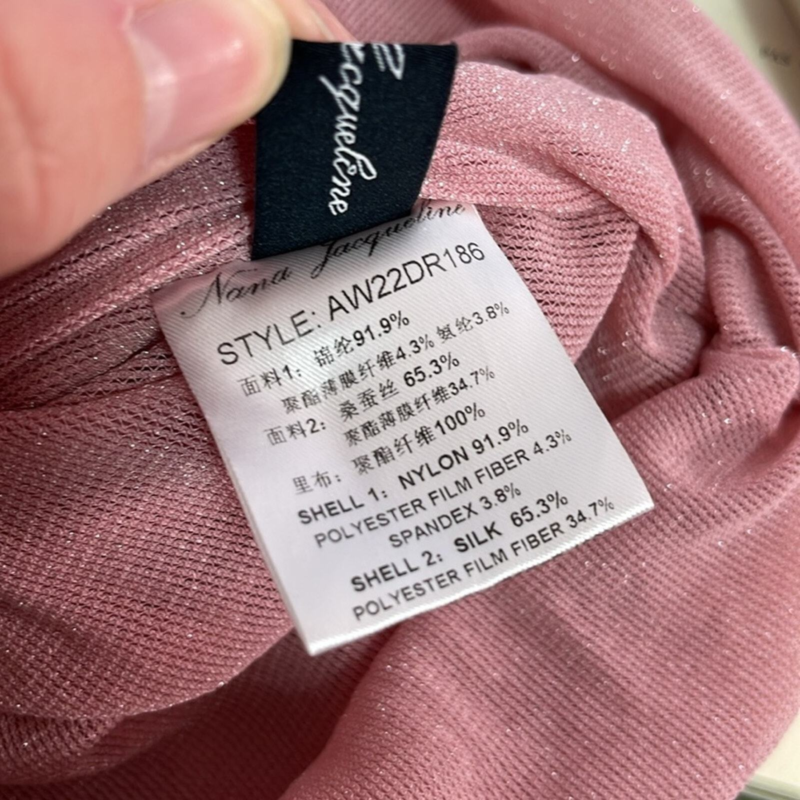 Jacqueline
Nana Jacqueline
STYLE: AW22DR186
面料1: 锦纶91.9%
聚酯薄膜纤维4.3% 氨纶3.8%
面料2: 桑蚕丝 65.3%
聚酯薄膜纤维34.7%
里布: 聚酯纤维100%
SHELL 1: NYLON 91.9%
POLYESTER FILM FIBER 4.3%
SPANDEX 3.8%
SHELL 2: SILK 65.3%
POLYESTER FILM FIBER 34.7%